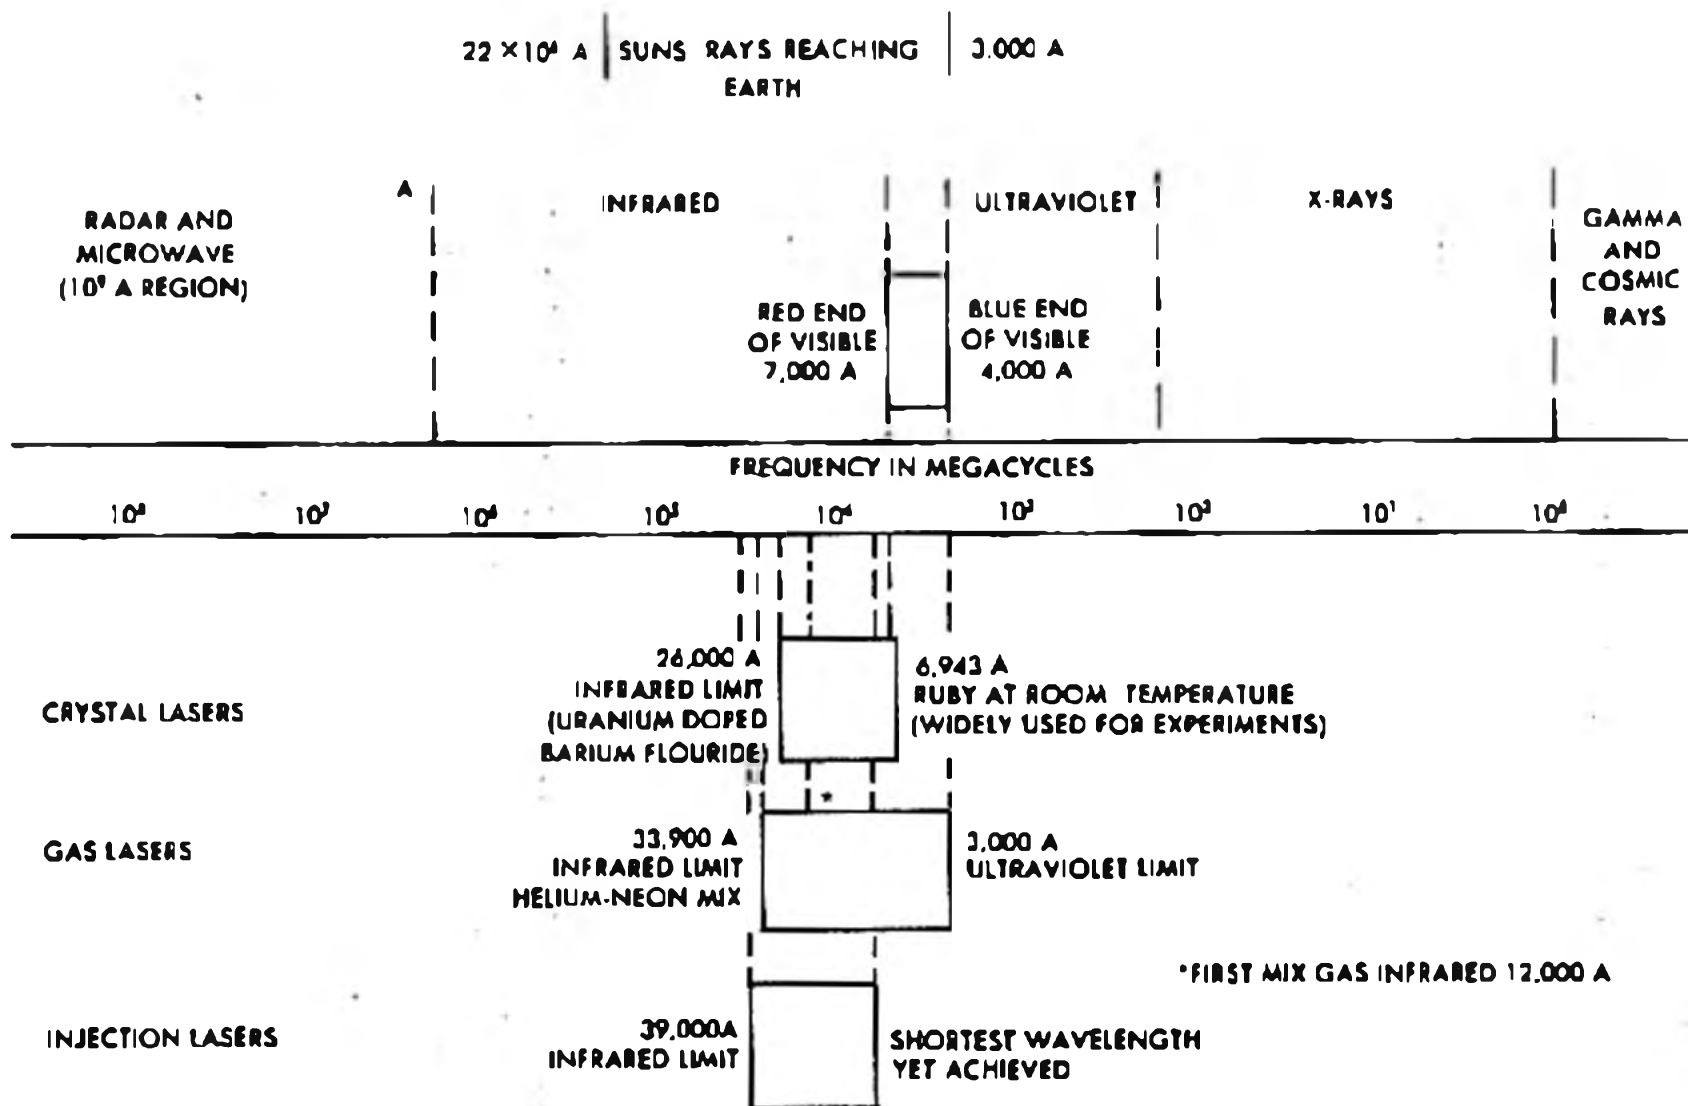 22 × 10⁴ A | SUNS RAYS REACHING | 3,000 A
EARTH
RADAR AND
MICROWAVE
(10⁹ A REGION)
A
INFRARED
ULTRAVIOLET
X-RAYS
GAMMA
AND
COSMIC
RAYS
RED END
OF VISIBLE
7,000 A
BLUE END
OF VISIBLE
4,000 A
FREQUENCY IN MEGACYCLES
10⁸ 10⁷ 10⁶ 10⁵ 10⁴ 10³ 10² 10¹
CRYSTAL LASERS
26,000 A
INFRARED LIMIT
(URANIUM DOPED
BARIUM FLOURIDE)
6,943 A
RUBY AT ROOM TEMPERATURE
(WIDELY USED FOR EXPERIMENTS)
*
GAS LASERS
33,900 A
INFRARED LIMIT
HELIUM-NEON MIX
3,000 A
ULTRAVIOLET LIMIT
*FIRST MIX GAS INFRARED 12,000 A
INJECTION LASERS
39,000A
INFRARED LIMIT
SHORTEST WAVELENGTH
YET ACHIEVED